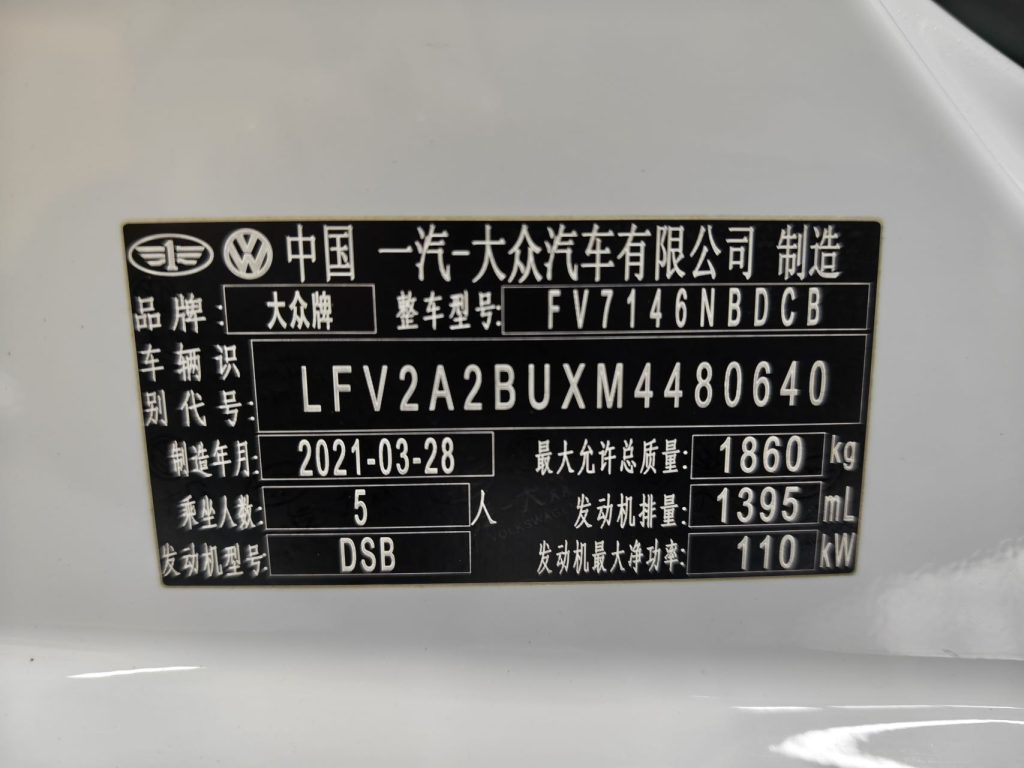 中国 一汽-大众汽车有限公司 制造
品牌: 大众牌 整车型号: FV7146NBDCB
车辆识
别代号: LFV2A2BUXM4480640
制造年月: 2021-03-28 最大允许总质量: 1860 kg
乘坐人数: 5 人 发动机排量: 1395 mL
发动机型号: DSB 发动机最大净功率: 110 kW